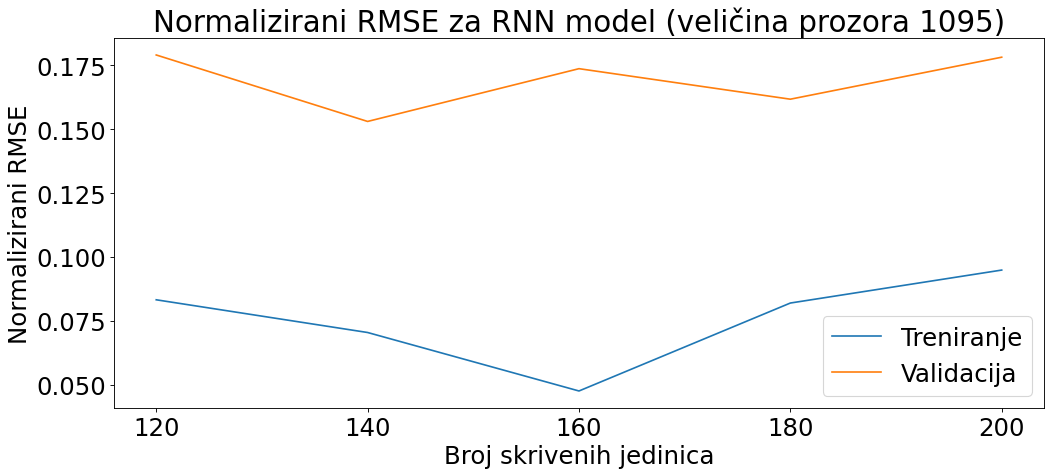 Normalizirani RMSE za RNN model (veličina prozora 1095)
Normalizirani RMSE
0.175
0.150
0.125
0.100
0.075
0.050
120 140 160 180 200
Broj skrivenih jedinica
Treniranje
Validacija